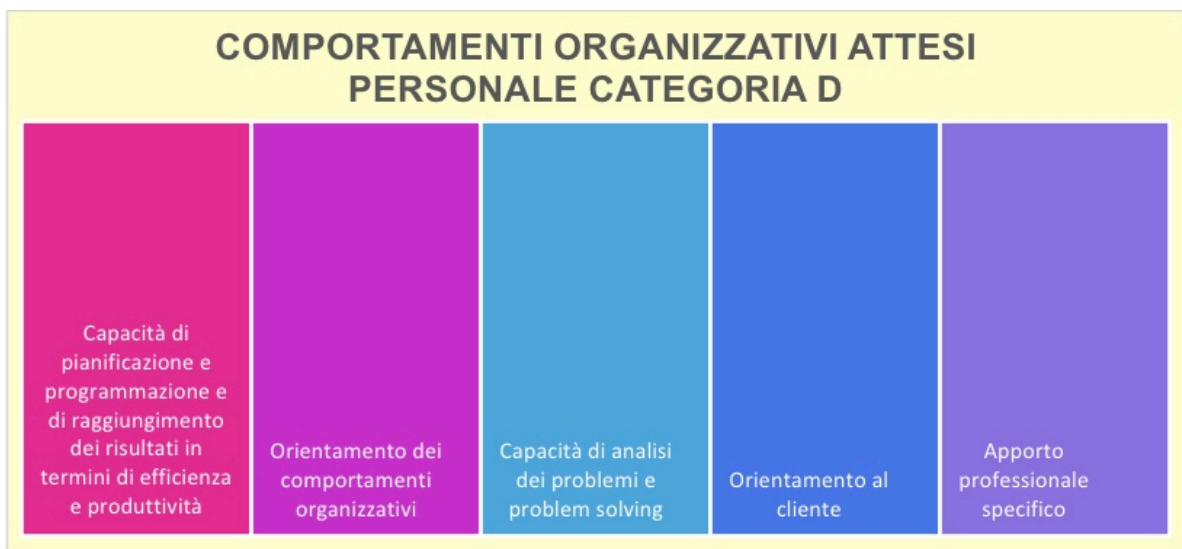 COMPORTAMENTI ORGANIZZATIVI ATTESI
PERSONALE CATEGORIA D
Capacità di
pianificazione e
programmazione e
di raggiungimento
dei risultati in
termini di efficienza
e produttività
Orientamento dei
comportamenti
organizzativi
Capacità di analisi
dei problemi e
problem solving
Orientamento al
cliente
Apporto
professionale
specifico